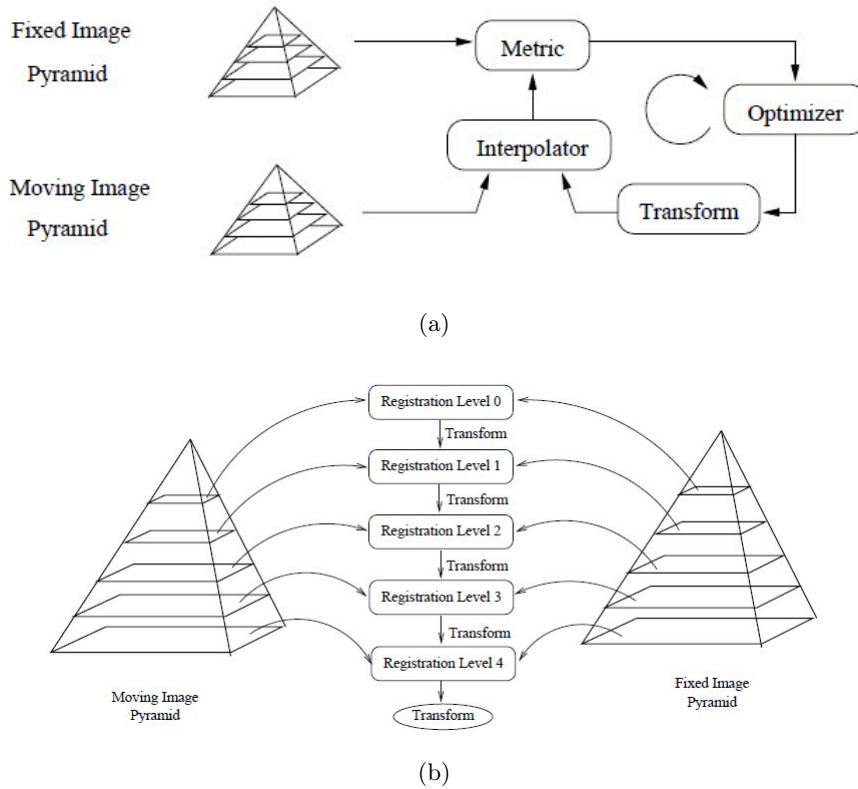 Fixed Image
Pyramid
Metric
Optimizer
Interpolator
Moving Image
Pyramid
Transform
(a)
Registration Level 0
Transform
Registration Level 1
Transform
Registration Level 2
Transform
Registration Level 3
Transform
Registration Level 4
Moving Image
Pyramid
Fixed Image
Pyramid
Transform
(b)